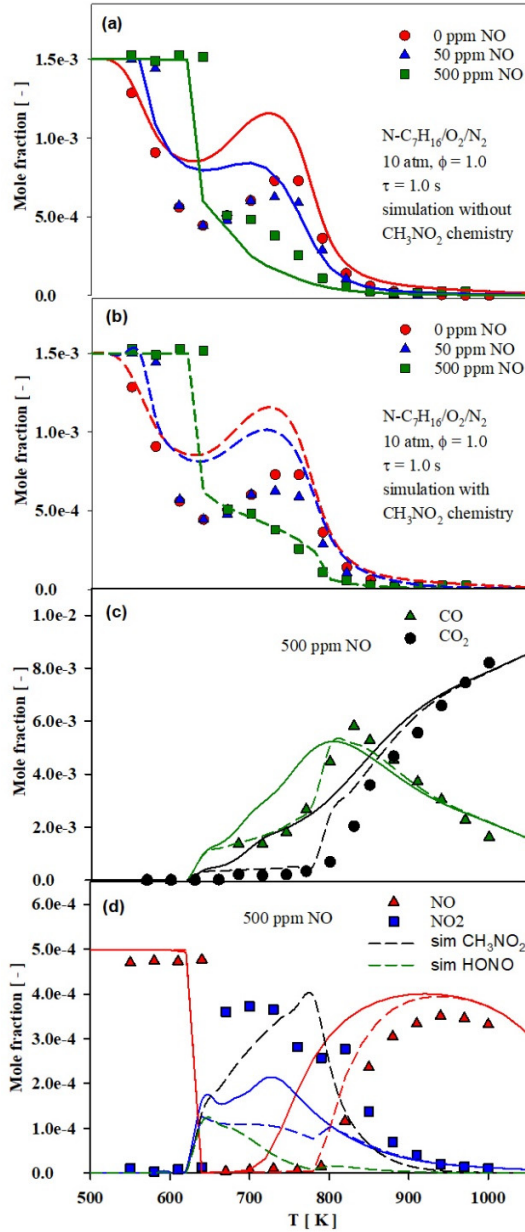 (a)
0 ppm NO
50 ppm NO
500 ppm NO
N-C₇H₁₆/O₂/N₂
10 atm, ϕ = 1.0
τ = 1.0 s
simulation without
CH₃NO₂ chemistry
Mole fraction [ - ]
1.5e-3
1.0e-3
5.0e-4
0.0
(b)
0 ppm NO
50 ppm NO
500 ppm NO
N-C₇H₁₆/O₂/N₂
10 atm, ϕ = 1.0
τ = 1.0 s
simulation with
CH₃NO₂ chemistry
Mole fraction [ - ]
1.5e-3
1.0e-3
5.0e-4
0.0
(c)
CO
CO₂
500 ppm NO
Mole fraction [ - ]
1.0e-2
8.0e-3
6.0e-3
4.0e-3
2.0e-3
0.0
(d)
NO
NO2
sim CH₃NO₂
sim HONO
500 ppm NO
Mole fraction [ - ]
6.0e-4
5.0e-4
4.0e-4
3.0e-4
2.0e-4
1.0e-4
0.0
500 600 700 800 900 1000
T [ K]